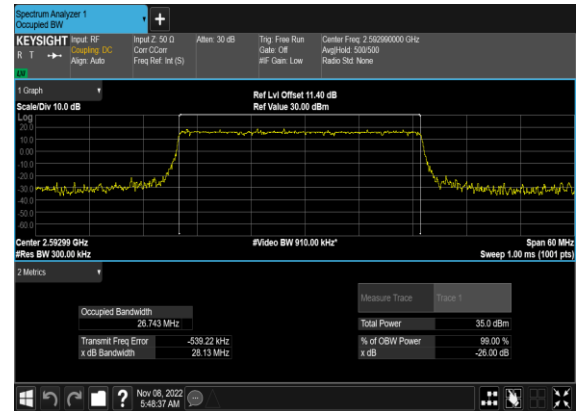 Spectrum Analyzer 1
Occupied BW
+
KEYSIGHT
R T
LXI
Input: RF
Coupling: DC
Align: Auto
Input Z: 50 Ω
Corr CCorr
Freq Ref: Int (S)
Atten: 30 dB
Trig: Free Run
Gate: Off
#IF Gain: Low
Center Freq: 2.592990000 GHz
Avg|Hold: 500/500
Radio Std: None
1 Graph
Scale/Div 10.0 dB
Ref Lvl Offset 11.40 dB
Ref Value 30.00 dBm
Log
20.0
10.0
0.00
-10.0
-20.0
-30.0
-40.0
-50.0
-60.0
Center 2.59299 GHz
#Res BW 300.00 kHz
#Video BW 910.00 kHz*
Span 60 MHz
Sweep 1.00 ms (1001 pts)
2 Metrics
Measure Trace
Trace 1
Occupied Bandwidth
26.743 MHz
Total Power
35.0 dBm
Transmit Freq Error
-539.22 kHz
% of OBW Power
99.00 %
x dB Bandwidth
28.13 MHz
x dB
-26.00 dB
?
Nov 08, 2022
5:48:37 AM